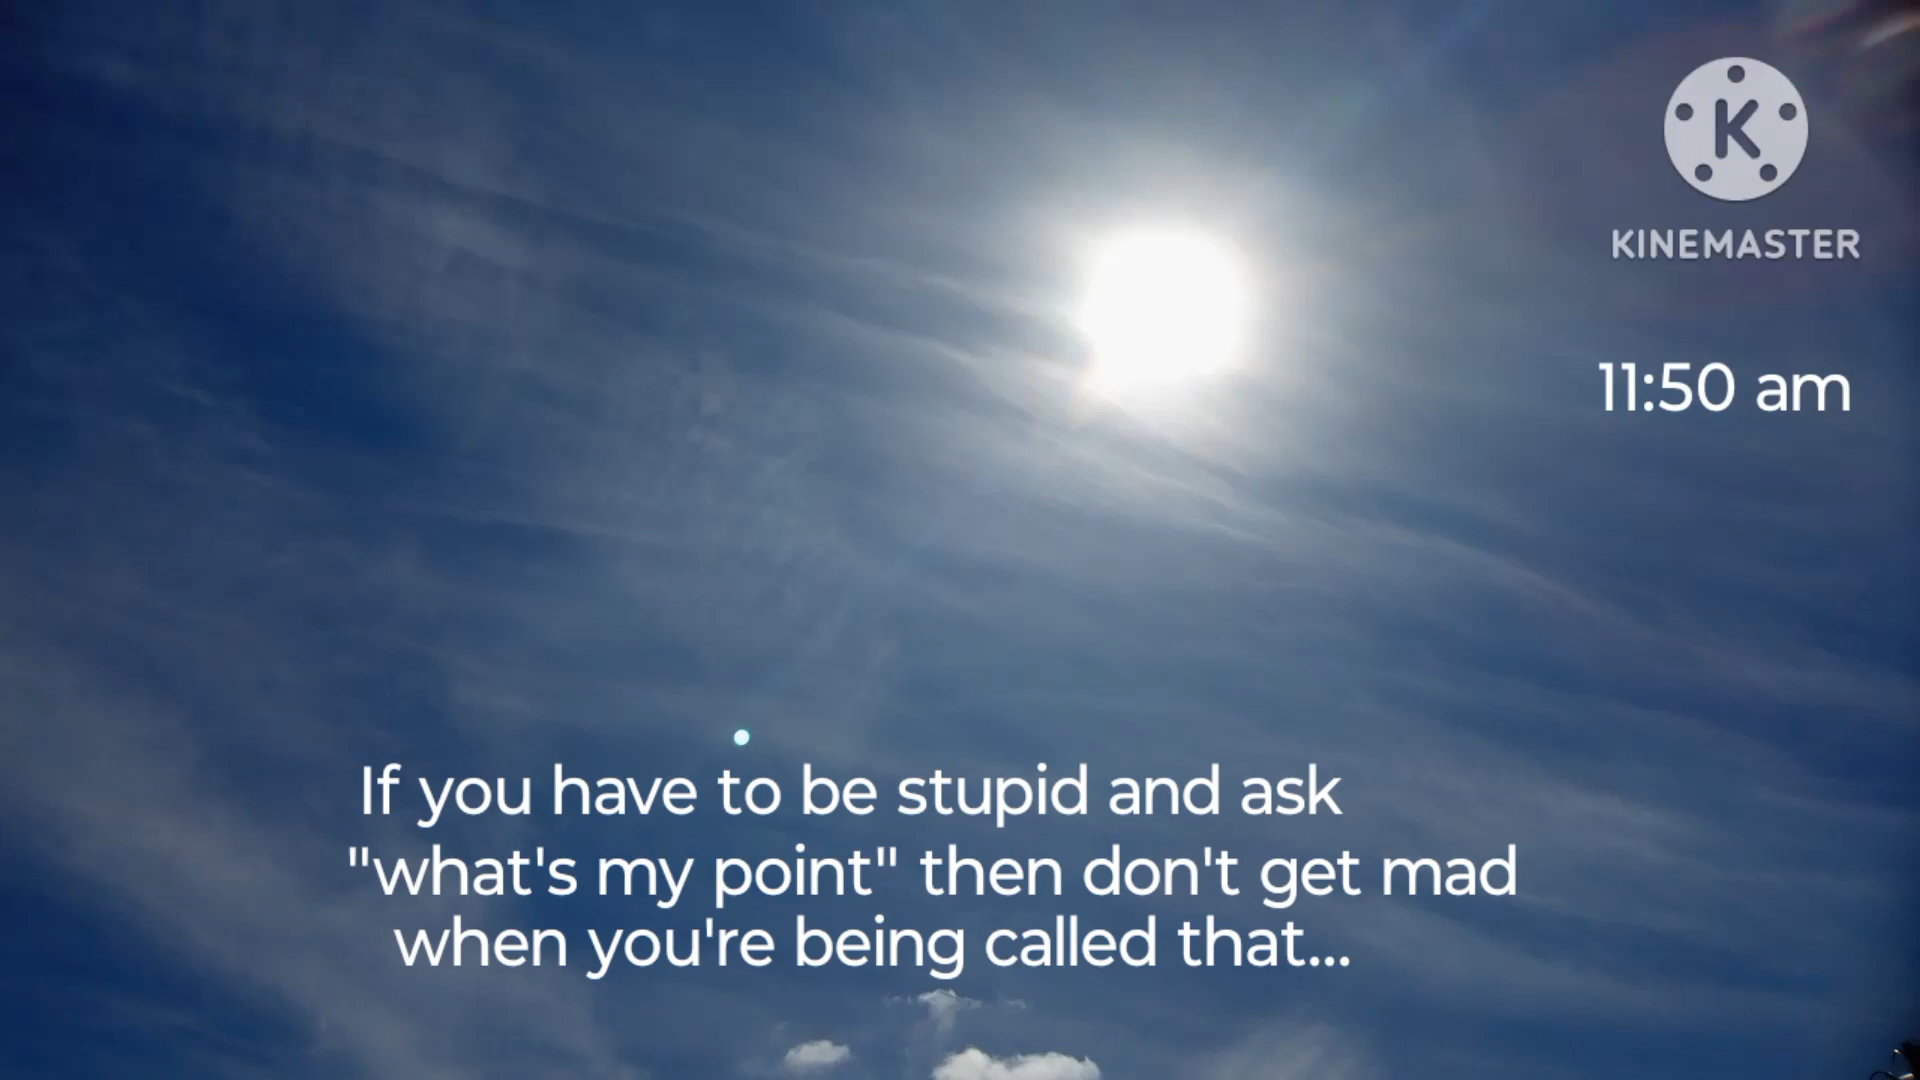 K
KINEMASTER
11:50 am
If you have to be stupid and ask
"what's my point" then don't get mad
when you're being called that...